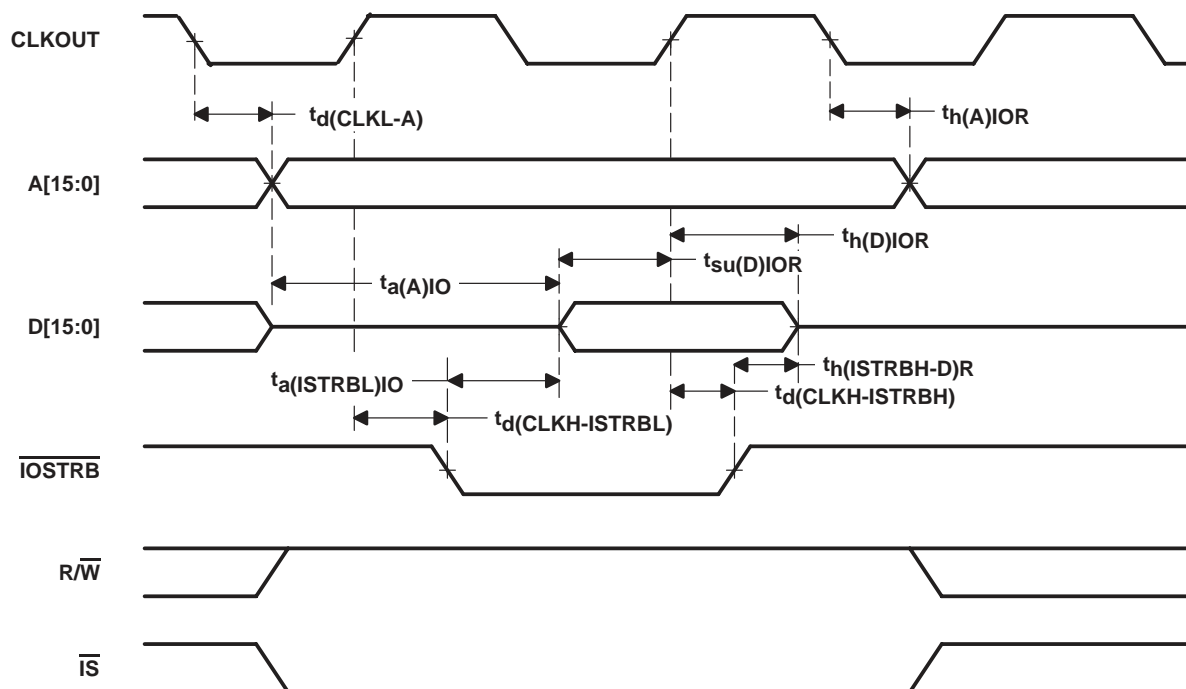 CLKOUT
td(CLKL-A)
th(A)IOR
A[15:0]
th(D)IOR
tsu(D)IOR
ta(A)IO
D[15:0]
th(ISTRBH-D)R
ta(ISTRBL)IO
td(CLKH-ISTRBH)
td(CLKH-ISTRBL)
IOSTRB
R/W
IS